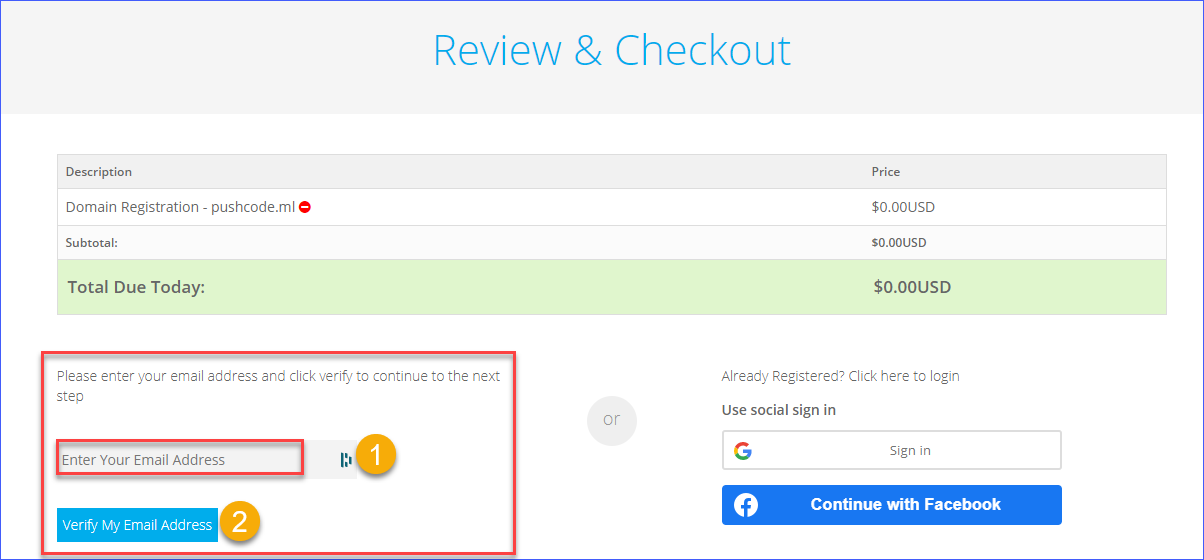 Review & Checkout
Description Price
Domain Registration - pushcode.ml $0.00USD
Subtotal: $0.00USD
Total Due Today: $0.00USD
Please enter your email address and click verify to continue to the next
step
Enter Your Email Address
1
Verify My Email Address
2
or
Already Registered? Click here to login
Use social sign in
Sign in
Continue with Facebook